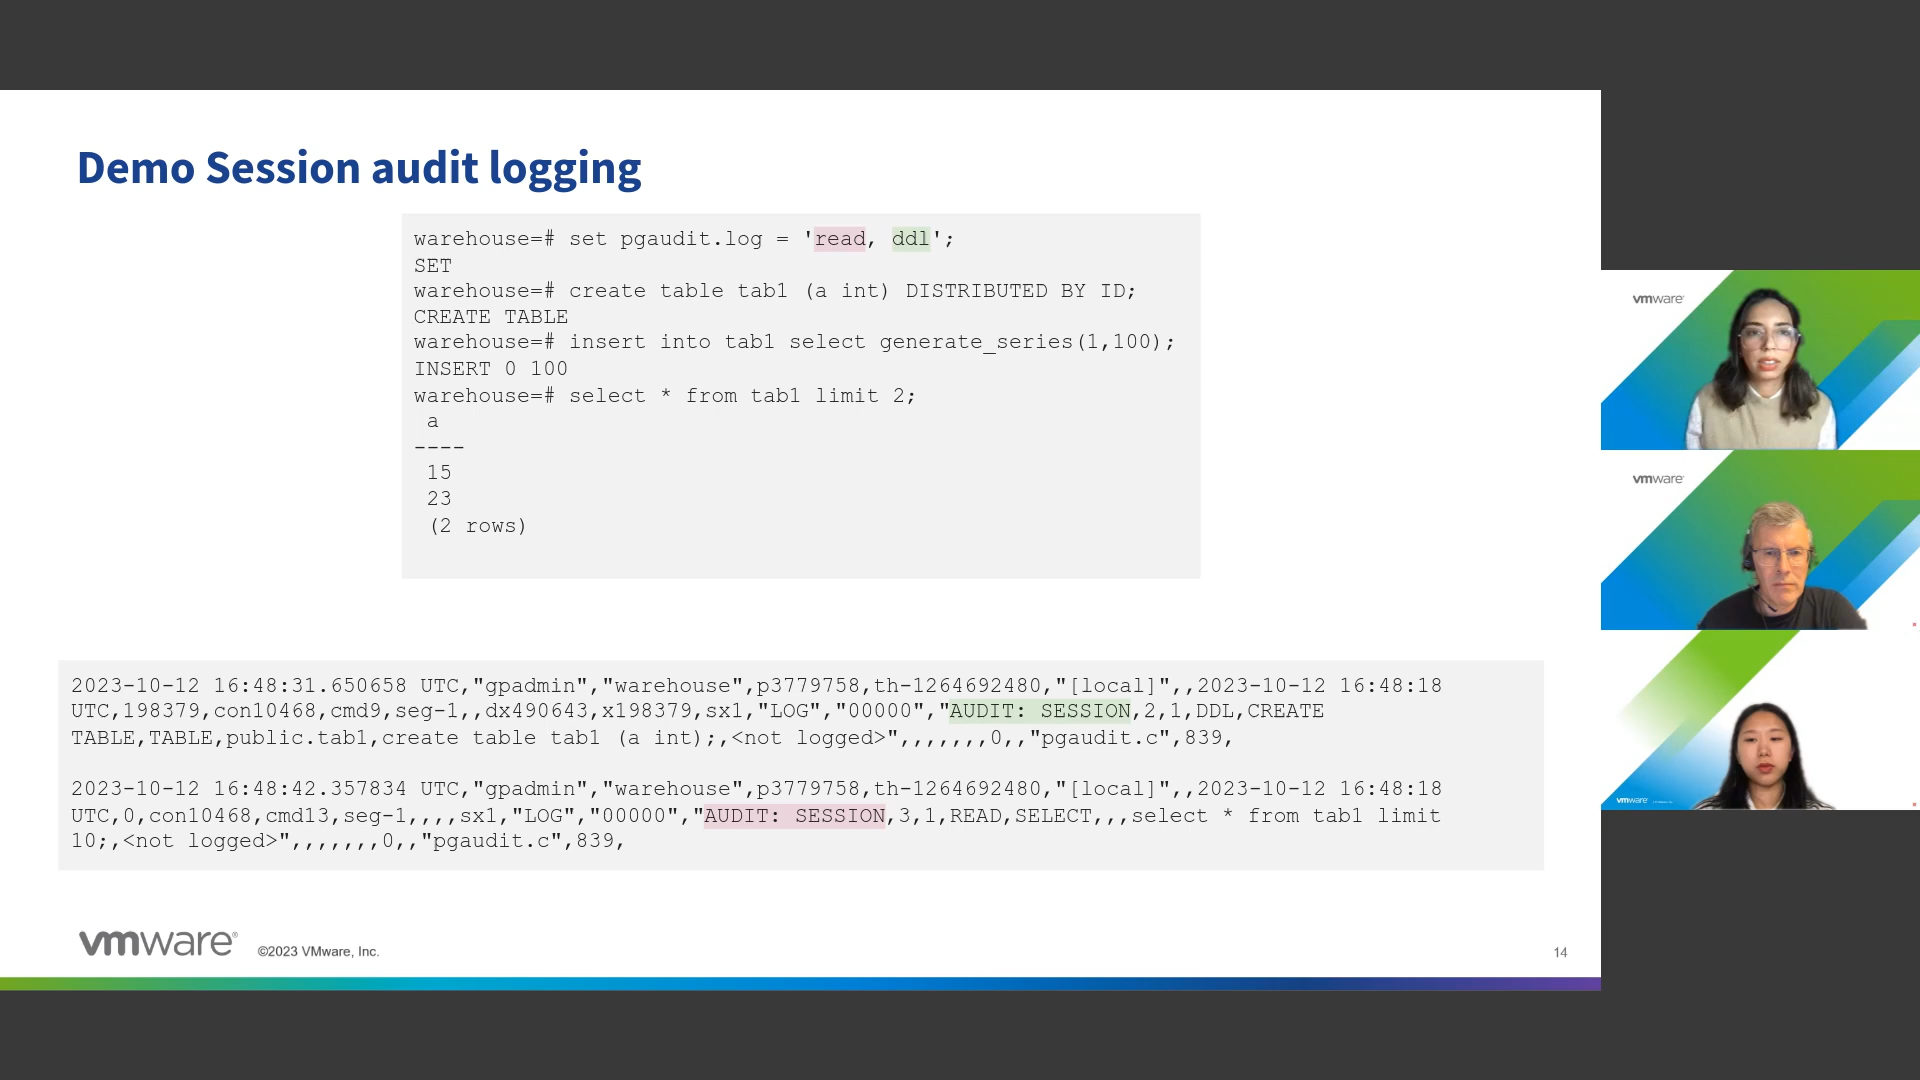 Demo Session audit logging
warehouse=# set pgaudit.log = 'read, ddl';
SET
warehouse=# create table tab1 (a int) DISTRIBUTED BY ID;
CREATE TABLE
warehouse=# insert into tab1 select generate_series(1,100);
INSERT 0 100
warehouse=# select * from tab1 limit 2;
a
----
15
23
(2 rows)
2023-10-12 16:48:31.650658 UTC,"gpadmin","warehouse",p3779758,th-1264692480,"[local]",,2023-10-12 16:48:18
UTC,198379,con10468,cmd9,seg-1,,dx490643,x198379,sx1,"LOG","00000","AUDIT: SESSION,2,1,DDL,CREATE
TABLE,TABLE,public.tab1,create table tab1 (a int);,<not logged>",,,,,,,0,,"pgaudit.c",839,
2023-10-12 16:48:42.357834 UTC,"gpadmin","warehouse",p3779758,th-1264692480,"[local]",,2023-10-12 16:48:18
UTC,0,con10468,cmd13,seg-1,,,,sx1,"LOG","00000","AUDIT: SESSION,3,1,READ,SELECT,,,select * from tab1 limit
10;,<not logged>",,,,,,,0,,"pgaudit.c",839,
vmware®
©2023 VMware, Inc.
14
vmware
vmware
vmware